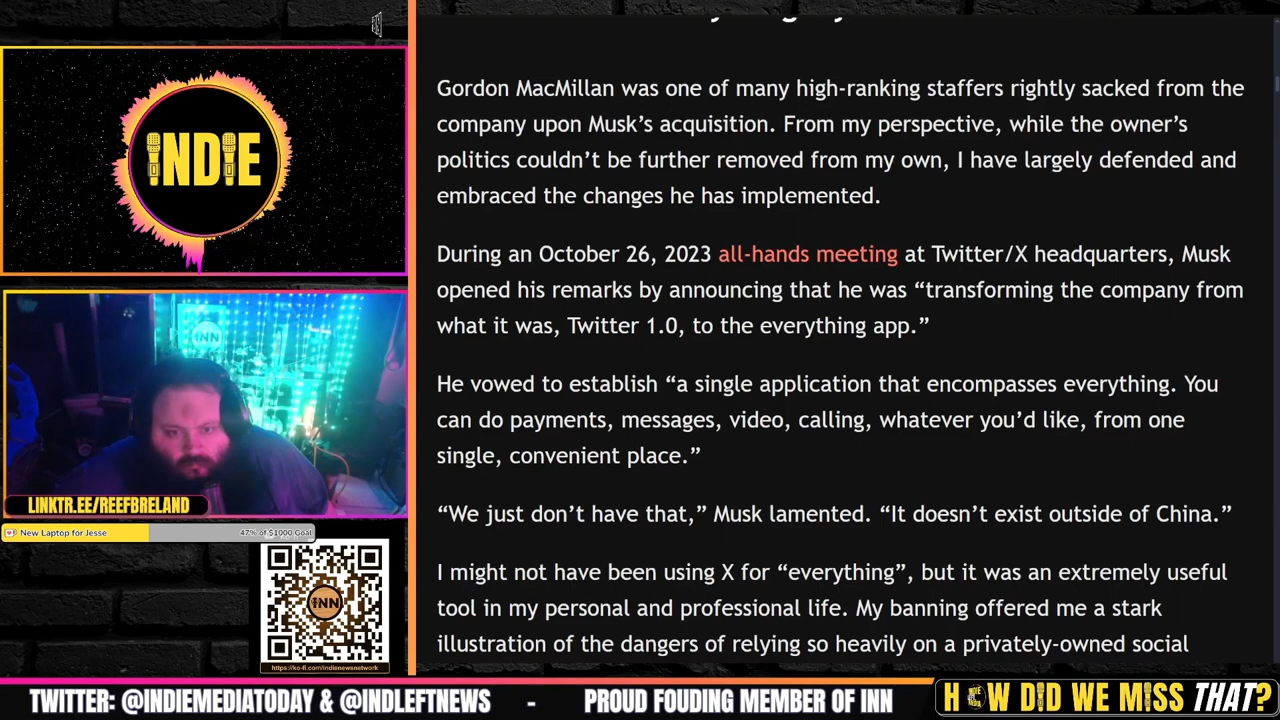 INDIE
Gordon MacMillan was one of many high-ranking staffers rightly sacked from the
company upon Musk’s acquisition. From my perspective, while the owner’s
politics couldn’t be further removed from my own, I have largely defended and
embraced the changes he has implemented.
During an October 26, 2023 all-hands meeting at Twitter/X headquarters, Musk
opened his remarks by announcing that he was “transforming the company from
what it was, Twitter 1.0, to the everything app.”
He vowed to establish “a single application that encompasses everything. You
can do payments, messages, video, calling, whatever you’d like, from one
single, convenient place.”
“We just don’t have that,” Musk lamented. “It doesn’t exist outside of China.”
I might not have been using X for “everything”, but it was an extremely useful
tool in my personal and professional life. My banning offered me a stark
illustration of the dangers of relying so heavily on a privately-owned social
INN
LINKTR.EE/REEFBRELAND
New Laptop for Jesse 47% of $1000 Goal
INN
https://ko-fi.com/indienewsnetwork
TWITTER: @INDIEMEDIATODAY & @INDLEFTNEWS - PROUD FOUDING MEMBER OF INN
HOW DID WE MISS THAT?